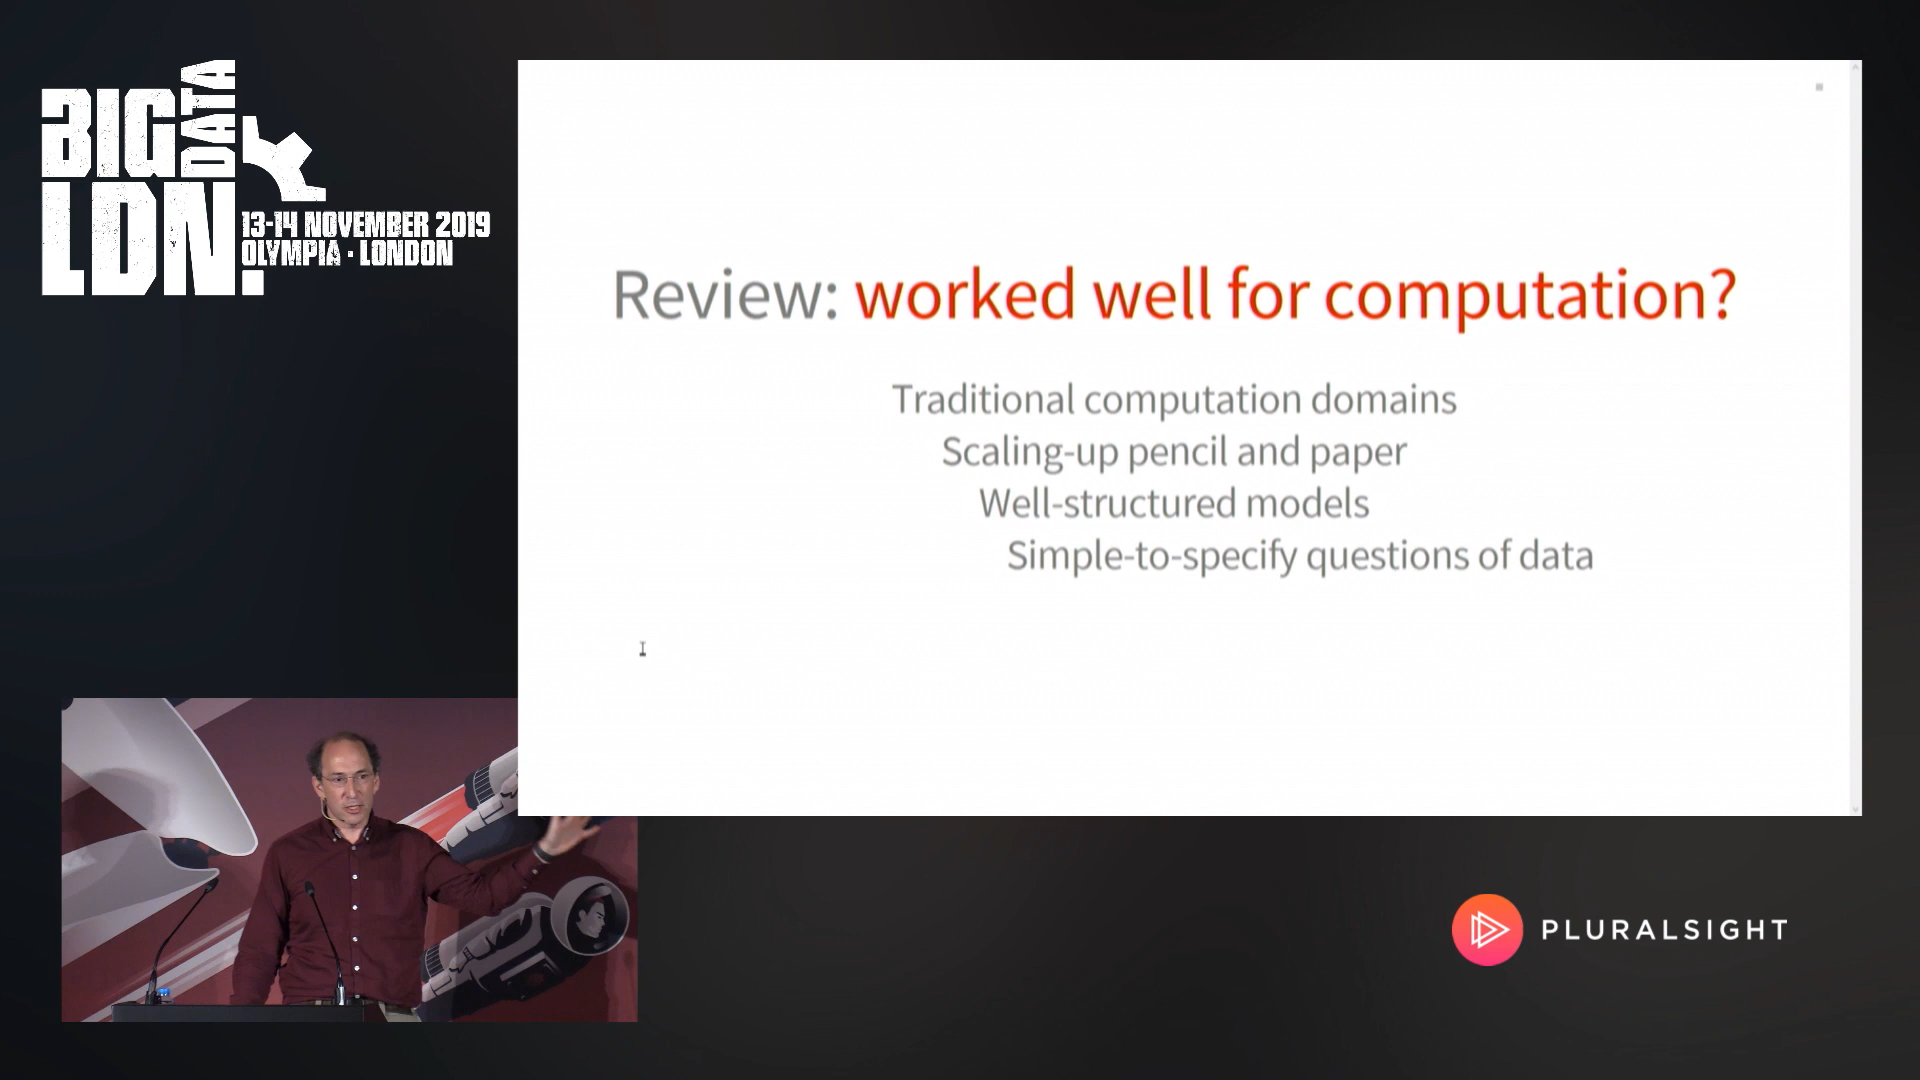 BIG
DATA
LDN.
13-14 NOVEMBER 2019
OLYMPIA · LONDON
Review: worked well for computation?
Traditional computation domains
Scaling-up pencil and paper
Well-structured models
Simple-to-specify questions of data
PLURALSIGHT